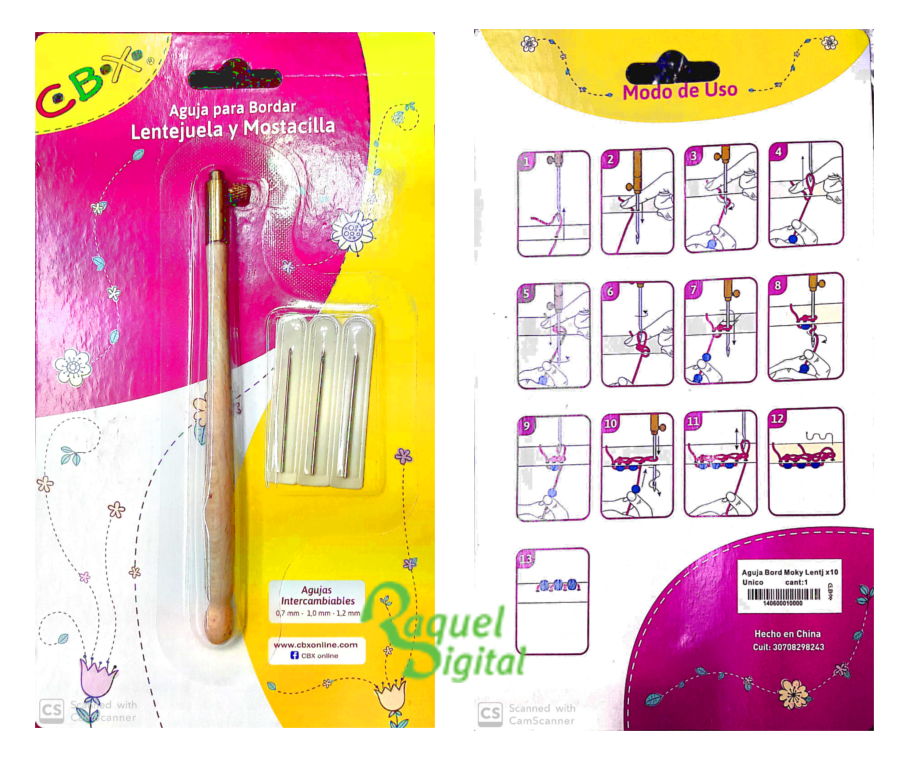 CBX®
Aguja para Bordar
Lentejuela y Mostacilla
Agujas
Intercambiables
0,7 mm - 1,0 mm - 1,2 mm
www.cbxonline.com
CBX online
CS Scanned with
CamScanner
Raquel
Digital
Modo de Uso
1
2
3
4
5
6
7
8
9
10
11
12
13
Aguja Bord Moky Lentj x10
Unico cant:1
140600010000
Hecho en China
Cuit: 30708298243
CS Scanned with
CamScanner